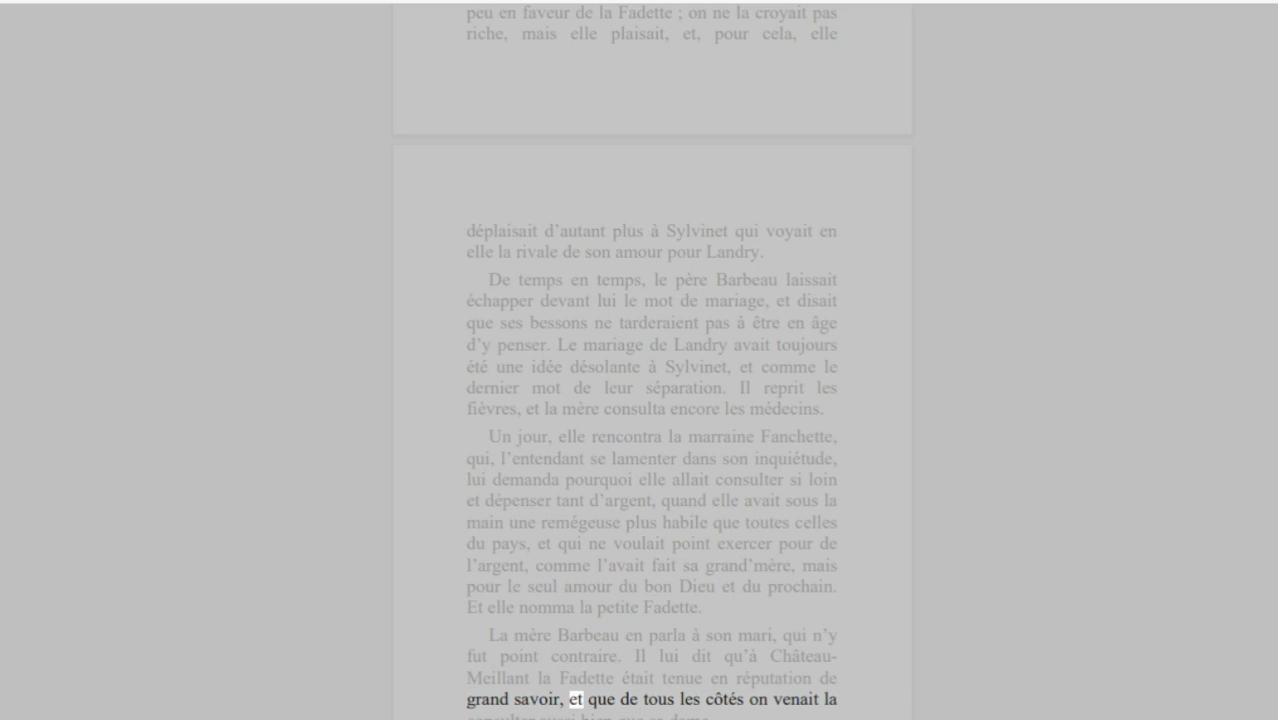 peu en faveur de la Fadette ; on ne la croyait pas
riche, mais elle plaisait, et, pour cela, elle
déplaisait d’autant plus à Sylvinet qui voyait en
elle la rivale de son amour pour Landry.
De temps en temps, le père Barbeau laissait
échapper devant lui le mot de mariage, et disait
que ses bessons ne tarderaient pas à être en âge
d’y penser. Le mariage de Landry avait toujours
été une idée désolante à Sylvinet, et comme le
dernier mot de leur séparation. Il reprit les
fièvres, et la mère consulta encore les médecins.
Un jour, elle rencontra la marraine Fanchette,
qui, l’entendant se lamenter dans son inquiétude,
lui demanda pourquoi elle allait consulter si loin
et dépenser tant d’argent, quand elle avait sous la
main une remégeuse plus habile que toutes celles
du pays, et qui ne voulait point exercer pour de
l’argent, comme l’avait fait sa grand’mère, mais
pour le seul amour du bon Dieu et du prochain.
Et elle nomma la petite Fadette.
La mère Barbeau en parla à son mari, qui n’y
fut point contraire. Il lui dit qu’à Château-
Meillant la Fadette était tenue en réputation de
grand savoir, et que de tous les côtés on venait la
consulter aussi bien que sa dame.